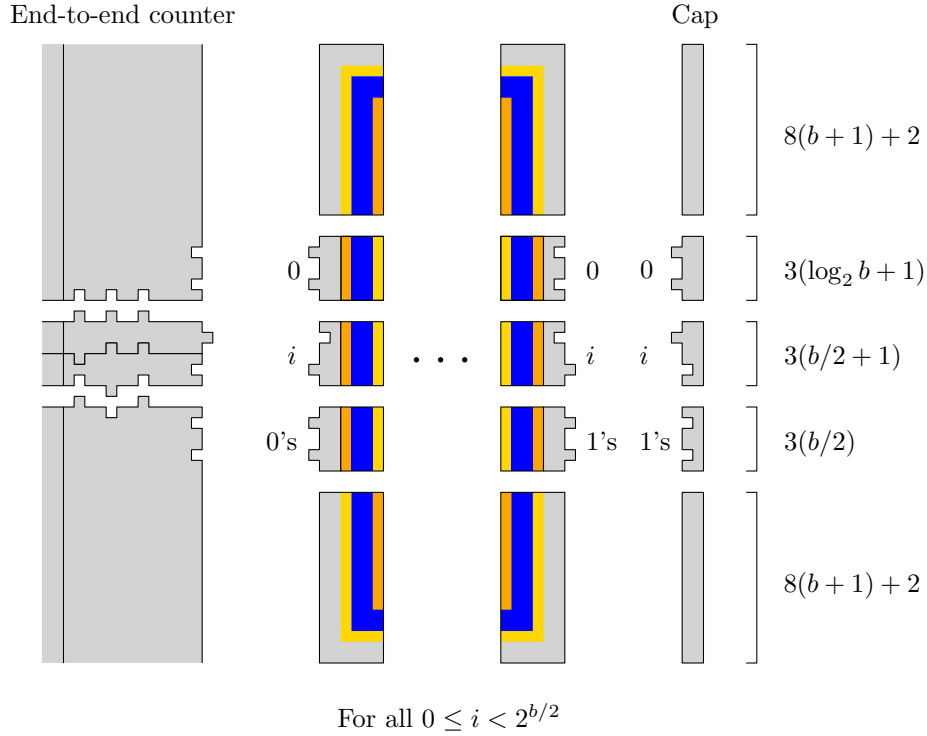 End-to-end counter
Cap
8(b + 1) + 2
0
0
0
3(log₂ b + 1)
i
. . .
i
i
3(b/2 + 1)
0's
1's
1's
3(b/2)
8(b + 1) + 2
For all 0 ≤ i < 2^{b/2}